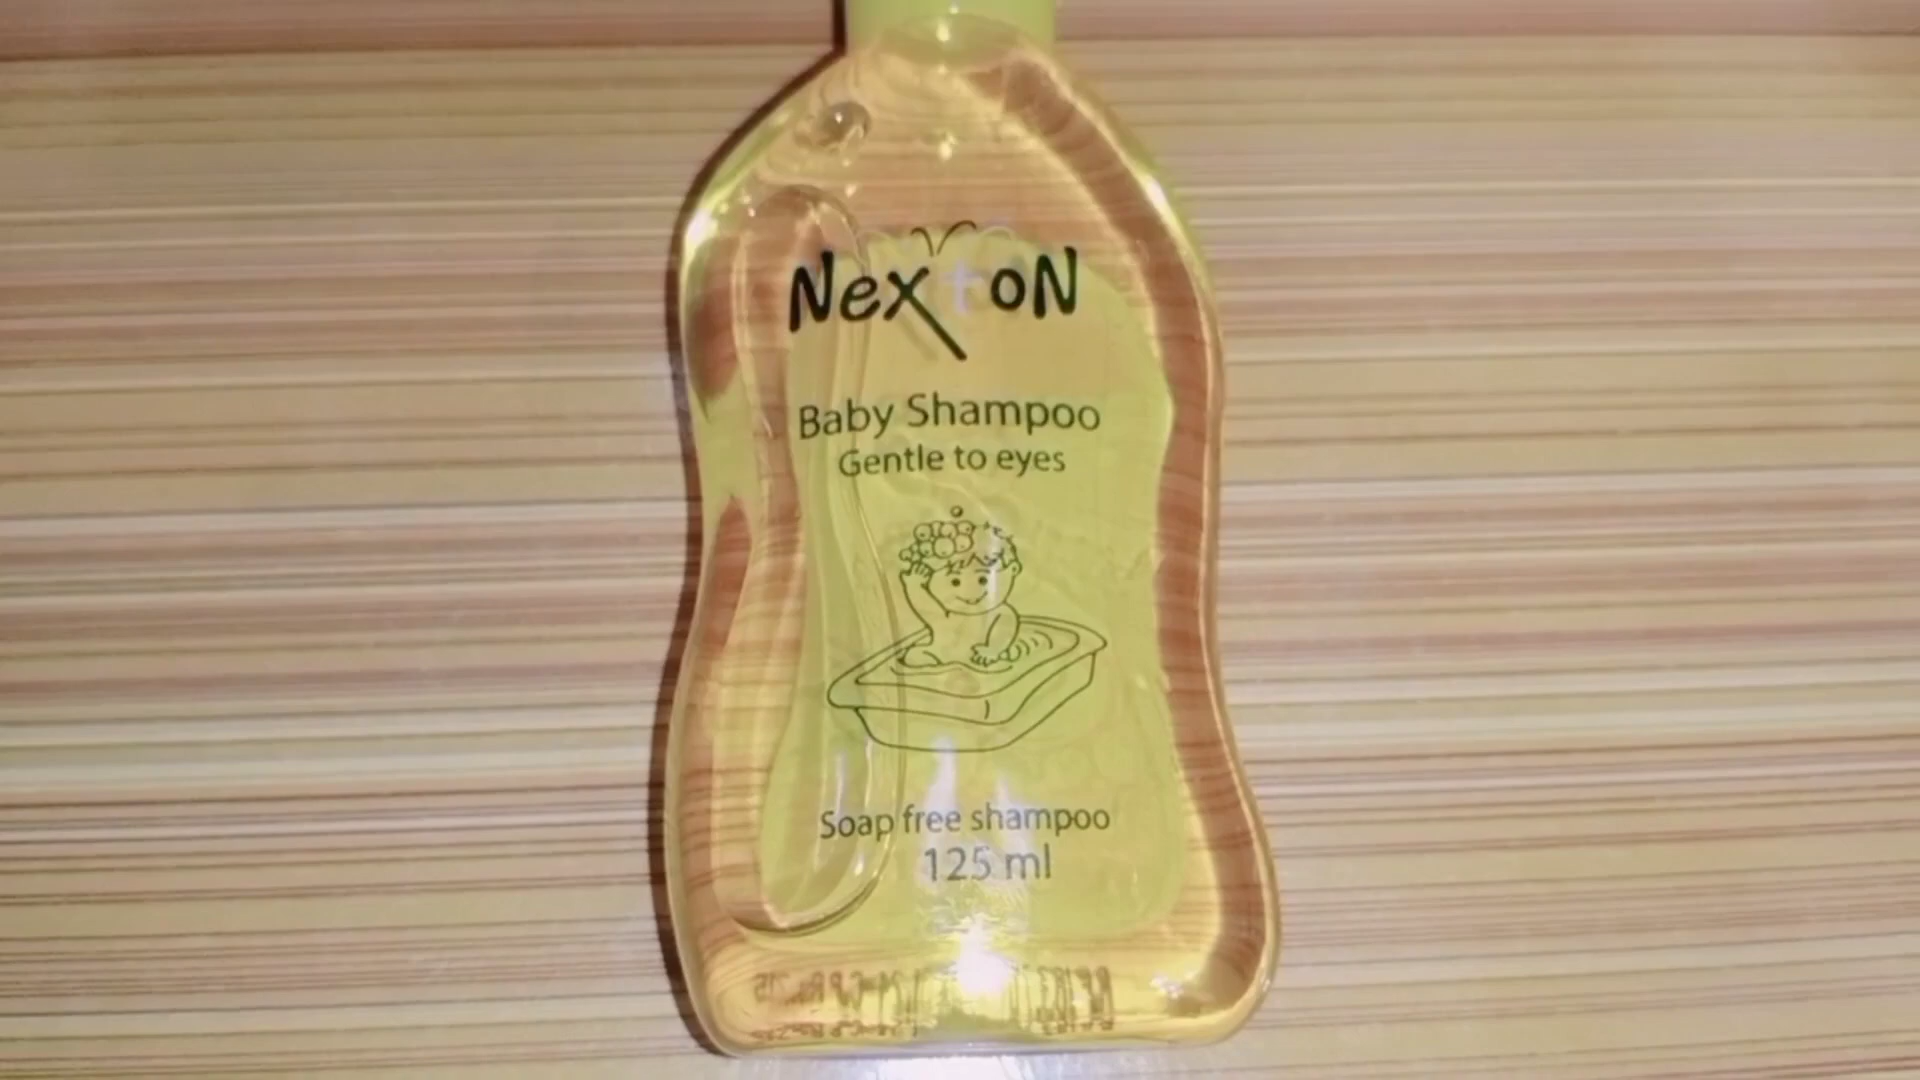 NextoN
Baby Shampoo
Gentle to eyes
Soap free shampoo
125 ml